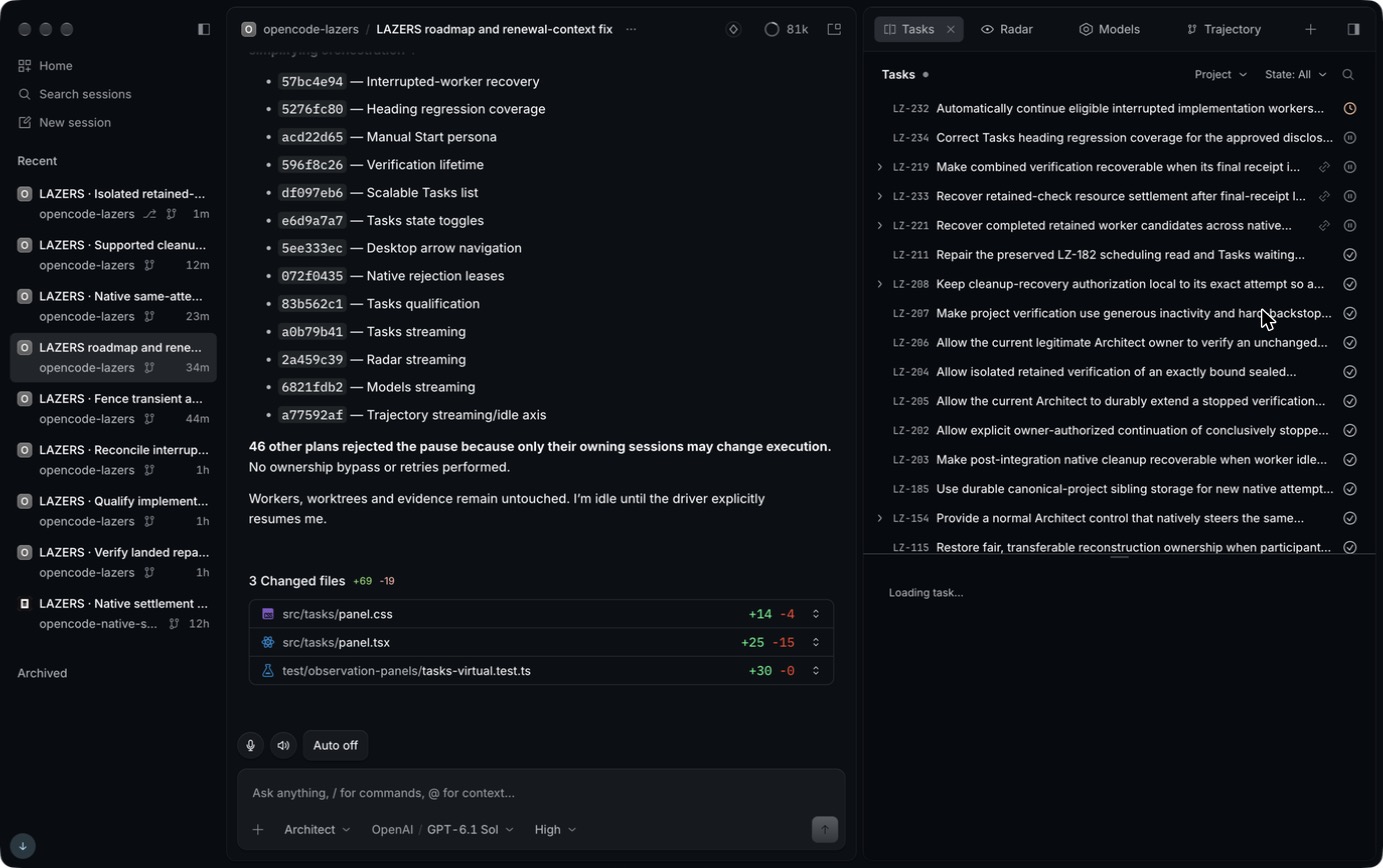 opencode-lazers / LAZERS roadmap and renewal-context fix ...
81k
Home
Search sessions
New session
Recent
LAZERS · Isolated retained-...
opencode-lazers 1m
LAZERS · Supported cleanu...
opencode-lazers 12m
LAZERS · Native same-atte...
opencode-lazers 23m
LAZERS roadmap and rene...
opencode-lazers 34m
LAZERS · Fence transient a...
opencode-lazers 44m
LAZERS · Reconcile interrup...
opencode-lazers 1h
LAZERS · Qualify implement...
opencode-lazers 1h
LAZERS · Verify landed repa...
opencode-lazers 1h
LAZERS · Native settlement ...
opencode-native-s... 12h
Archived
simplifying orchestration
• 57bc4e94 — Interrupted-worker recovery
• 5276fc80 — Heading regression coverage
• acd22d65 — Manual Start persona
• 596f8c26 — Verification lifetime
• df097eb6 — Scalable Tasks list
• e6d9a7a7 — Tasks state toggles
• 5ee333ec — Desktop arrow navigation
• 072f0435 — Native rejection leases
• 83b562c1 — Tasks qualification
• a0b79b41 — Tasks streaming
• 2a459c39 — Radar streaming
• 6821fdb2 — Models streaming
• a77592af — Trajectory streaming/idle axis
46 other plans rejected the pause because only their owning sessions may change execution.
No ownership bypass or retries performed.
Workers, worktrees and evidence remain untouched. I’m idle until the driver explicitly
resumes me.
3 Changed files +69 -19
src/tasks/panel.css +14 -4
src/tasks/panel.tsx +25 -15
test/observation-panels/tasks-virtual.test.ts +30 -0
Auto off
Ask anything, / for commands, @ for context...
Architect OpenAI / GPT-6.1 Sol High
Tasks Radar Models Trajectory
Tasks Project State: All
LZ-232 Automatically continue eligible interrupted implementation workers...
LZ-234 Correct Tasks heading regression coverage for the approved disclos...
LZ-219 Make combined verification recoverable when its final receipt i...
LZ-233 Recover retained-check resource settlement after final-receipt l...
LZ-221 Recover completed retained worker candidates across native...
LZ-211 Repair the preserved LZ-182 scheduling read and Tasks waiting...
LZ-208 Keep cleanup-recovery authorization local to its exact attempt so a...
LZ-207 Make project verification use generous inactivity and hard backstop...
LZ-206 Allow the current legitimate Architect owner to verify an unchanged...
LZ-204 Allow isolated retained verification of an exactly bound sealed...
LZ-205 Allow the current Architect to durably extend a stopped verification...
LZ-202 Allow explicit owner-authorized continuation of conclusively stoppe...
LZ-203 Make post-integration native cleanup recoverable when worker idle...
LZ-185 Use durable canonical-project sibling storage for new native attempt...
LZ-154 Provide a normal Architect control that natively steers the same...
LZ-115 Restore fair, transferable reconstruction ownership when participant...
Loading task...